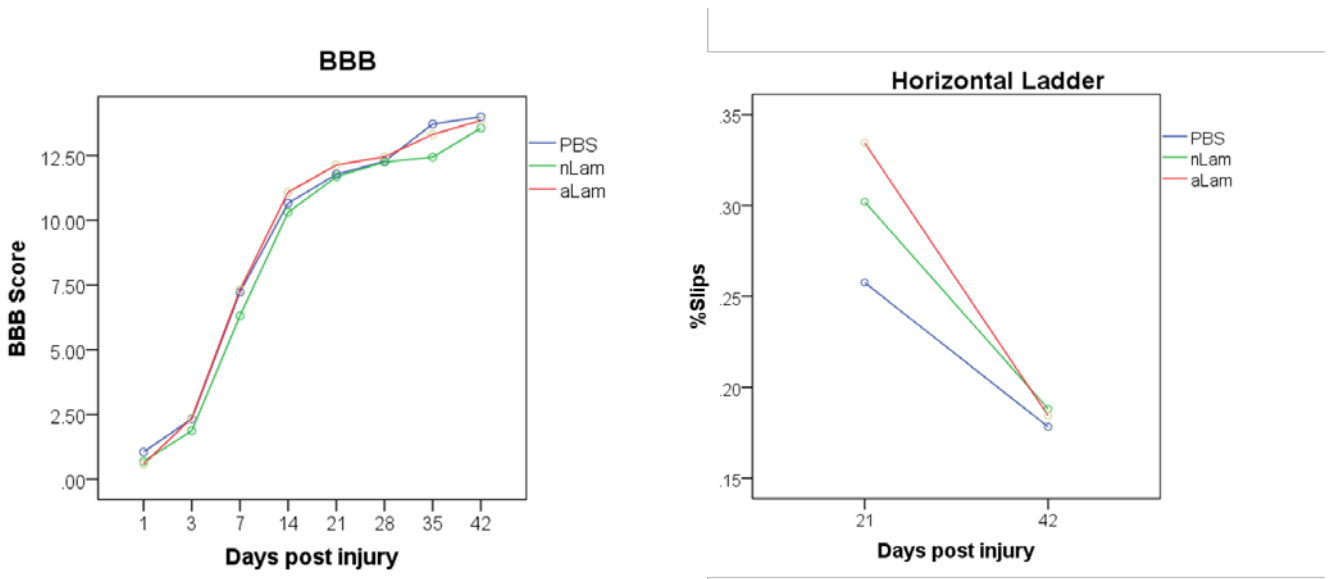 BBB
BBB Score
12.50
10.00
7.50
5.00
2.50
.00
1 3 7 14 21 28 35 42
Days post injury
PBS
nLam
aLam
Horizontal Ladder
%Slips
.35
.30
.25
.20
.15
21 42
Days post injury
PBS
nLam
aLam